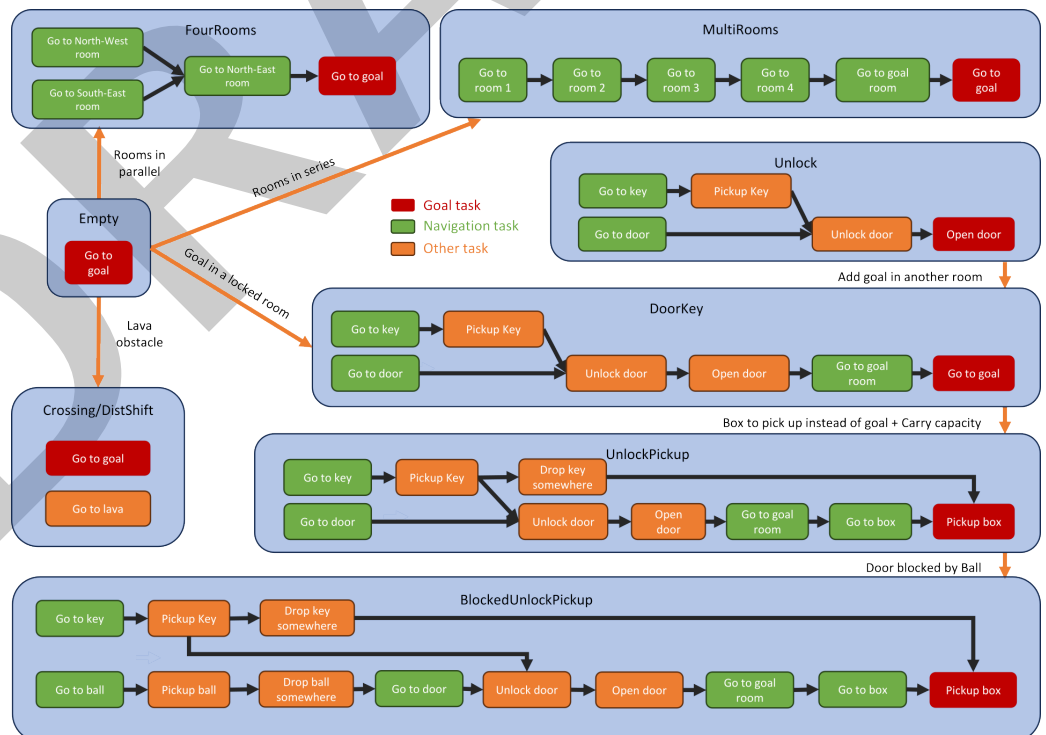 FourRooms
Go to North-West
room
Go to South-East
room
Go to North-East
room
Go to goal
MultiRooms
Go to
room 1
Go to
room 2
Go to
room 3
Go to
room 4
Go to goal
room
Go to
goal
Rooms in
parallel
Rooms in series
Goal in a locked room
Empty
Go to
goal
Lava
obstacle
Goal task
Navigation task
Other task
Unlock
Go to key
Pickup Key
Go to door
Unlock door
Open door
Add goal in another room
DoorKey
Go to key
Pickup Key
Go to door
Unlock door
Open door
Go to goal
room
Go to goal
Crossing/DistShift
Go to goal
Go to lava
Box to pick up instead of goal + Carry capacity
UnlockPickup
Go to key
Pickup Key
Drop key
somewhere
Go to door
Unlock door
Open
door
Go to goal
room
Go to box
Pickup box
Door blocked by Ball
BlockedUnlockPickup
Go to key
Pickup Key
Drop key
somewhere
Go to ball
Pickup ball
Drop ball
somewhere
Go to door
Unlock door
Open door
Go to goal
room
Go to box
Pickup box